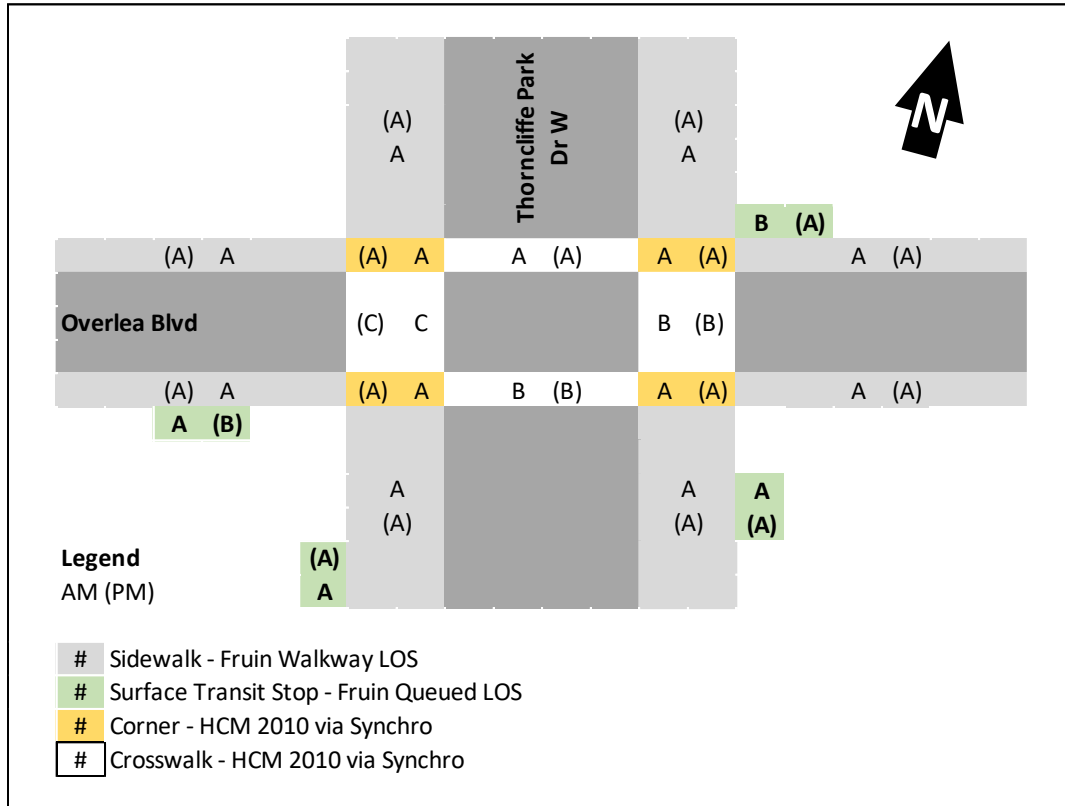 Thorncliffe Park
Dr W
N
(A)
A
(A)
A
B (A)
(A) A
(A) A
A (A)
A (A)
A (A)
Overlea Blvd
(C) C
B (B)
(A) A
(A) A
B (B)
A (A)
A (A)
A (B)
A
(A)
A
(A)
A
(A)
(A)
A
Legend
AM (PM)
# Sidewalk - Fruin Walkway LOS
# Surface Transit Stop - Fruin Queued LOS
# Corner - HCM 2010 via Synchro
# Crosswalk - HCM 2010 via Synchro